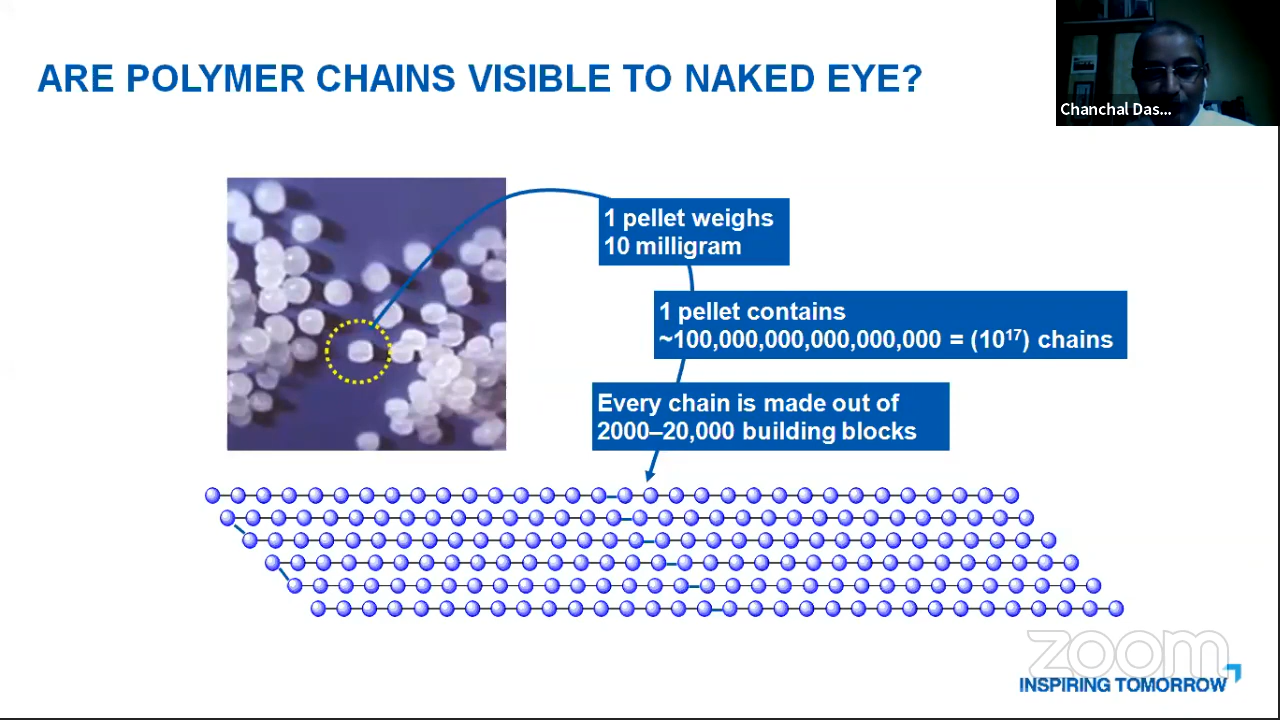 ARE POLYMER CHAINS VISIBLE TO NAKED EYE?
Chanchal Das...
1 pellet weighs
10 milligram
1 pellet contains
~100,000,000,000,000,000 = (10¹⁷) chains
Every chain is made out of
2000–20,000 building blocks
zoom
INSPIRING TOMORROW